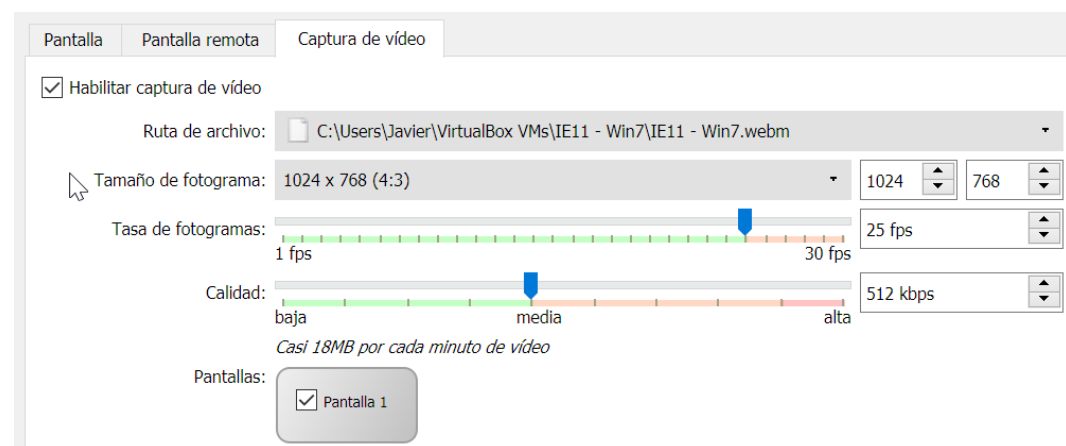 Pantalla Pantalla remota Captura de vídeo
Habilitar captura de vídeo
Ruta de archivo: C:\Users\Javier\VirtualBox VMs\IE11 - Win7\IE11 - Win7.webm
Tamaño de fotograma: 1024 x 768 (4:3) 1024 768
Tasa de fotogramas: 25 fps
1 fps 30 fps
Calidad: 512 kbps
baja media alta
Casi 18MB por cada minuto de vídeo
Pantallas:
Pantalla 1